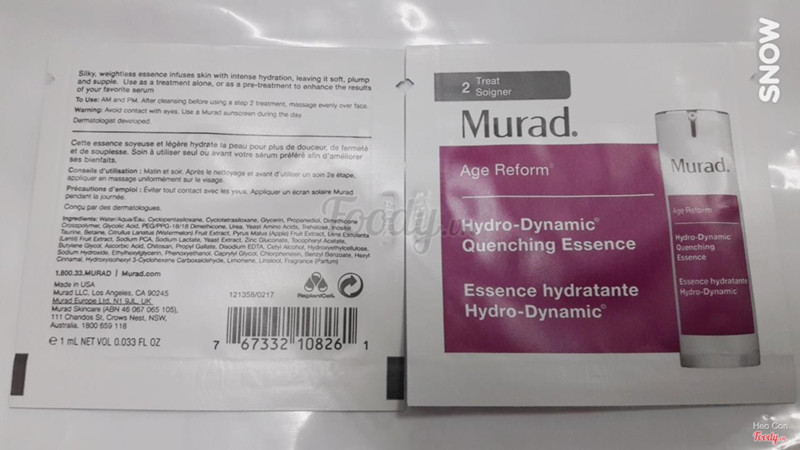 Silky, weightless essence infuses skin with intense hydration, leaving it soft, plump
and supple. Use as a treatment alone, or as a pre-treatment to enhance the results
of your favorite serum
To Use: AM and PM. After cleansing before using a step 2 treatment, massage evenly over face.
Warning: Avoid contact with eyes. Use a Murad sunscreen during the day
Dermatologist developed.
Cette essence soyeuse et légère hydrate la peau pour plus de douceur, de fermeté
et de souplesse. Soin à utiliser seul ou avant votre sérum préféré afin d'améliorer
ses bienfaits.
Conseils d'utilisation : Matin et soir. Après le nettoyage et avant d'utiliser un soin 2e étape,
appliquer en massage uniformément sur le visage.
Précautions d'emploi : Éviter tout contact avec les yeux. Appliquer un écran solaire Murad
pendant la journée.
Conçu par des dermatologues.
Ingredients: Water/Aqua/Eau, Cyclopentasiloxane, Cyclotetrasiloxane, Glycerin, Propanediol, Dimethicone
Crosspolymer, Glycolic Acid, PEG/PPG-18/18 Dimethicone, Urea, Yeast Amino Acids, Trehalose, Inositol,
Taurine, Betaine, Citrullus Lanatus (Watermelon) Fruit Extract, Pyrus Malus (Apple) Fruit Extract, Lens Esculenta
(Lentil) Fruit Extract, Sodium PCA, Sodium Lactate, Yeast Extract, Zinc Gluconate, Tocopheryl Acetate,
Butylene Glycol, Ascorbic Acid, Chitosan, Propyl Gallate, Disodium EDTA, Cetyl Alcohol, Hydroxyethylcellulose,
Sodium Hydroxide, Ethylhexylglycerin, Phenoxyethanol, Caprylyl Glycol, Chlorphenesin, Benzyl Benzoate, Hexyl
Cinnamal, Hydroxyisohexyl 3-Cyclohexene Carboxaldehyde, Limonene, Linalool, Fragrance (Parfum)
1.800.33.MURAD | Murad.com
Made in USA
Murad LLC, Los Angeles, CA 90245
Murad Europe Ltd, N1 9JL, UK
Murad Skincare (ABN 46 067 065 105),
111 Chandos St, Crows Nest, NSW,
Australia. 1800 659 118
℮ 1 mL NET VOL 0.033 FL OZ
121358/0217
7 67332 10826 1
2 Treat
Soigner
Murad.
Age Reform®
Hydro-Dynamic®
Quenching Essence
Essence hydratante
Hydro-Dynamic®
Murad.
Age Reform®
Hydro-Dynamic®
Quenching
Essence
Essence hydratante
Hydro-Dynamic®
SNOW
Foody.vn
Heo Con